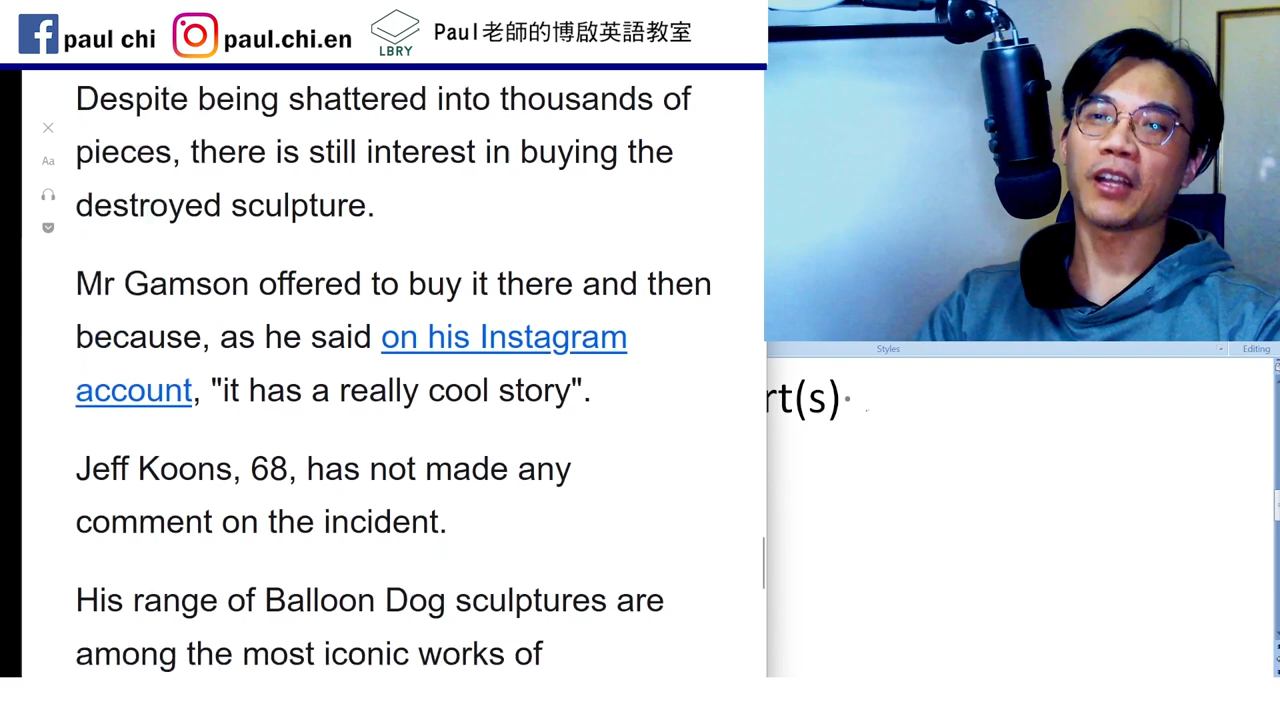 paul chi
paul.chi.en
LBRY
Paul老師的博啟英語教室
Despite being shattered into thousands of
pieces, there is still interest in buying the
destroyed sculpture.
Mr Gamson offered to buy it there and then
because, as he said on his Instagram
account, "it has a really cool story".
Jeff Koons, 68, has not made any
comment on the incident.
His range of Balloon Dog sculptures are
among the most iconic works of
Aa
Styles
Editing
rt(s)